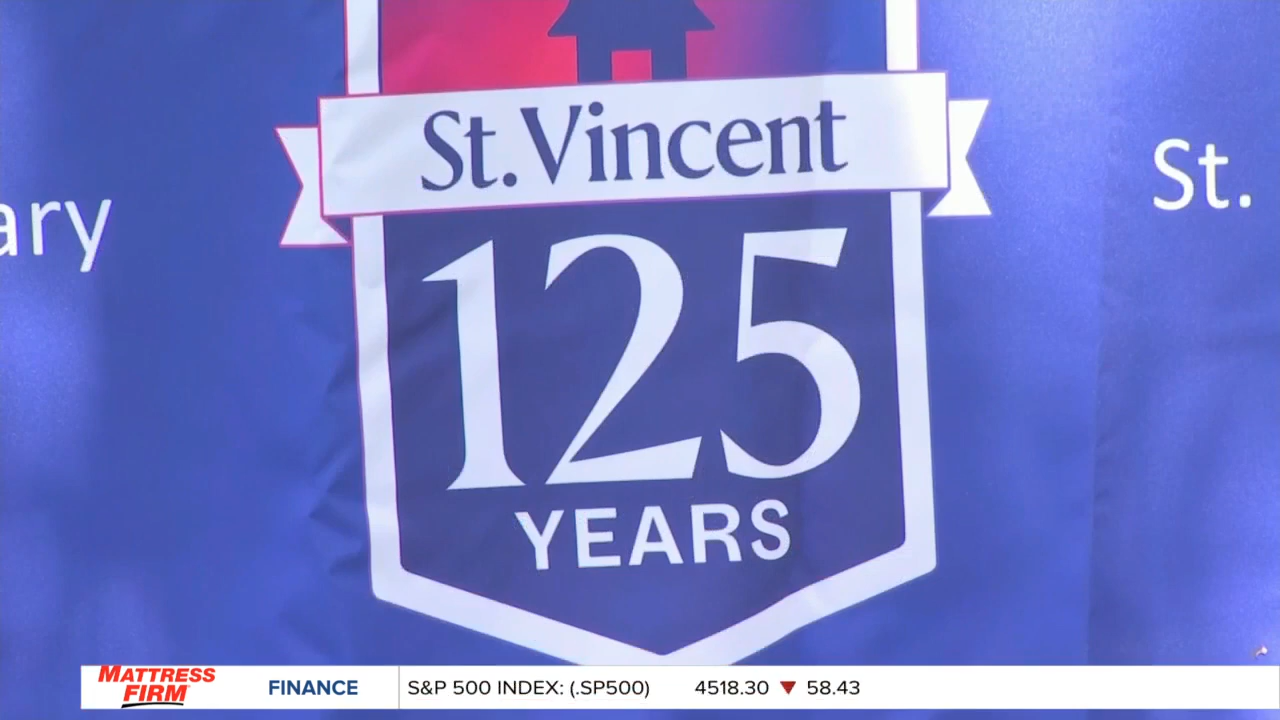 St. Vincent
125
YEARS
ary
St.
MATTRESS
FIRM
FINANCE
S&P 500 INDEX: (.SP500) 4518.30 ▼ 58.43